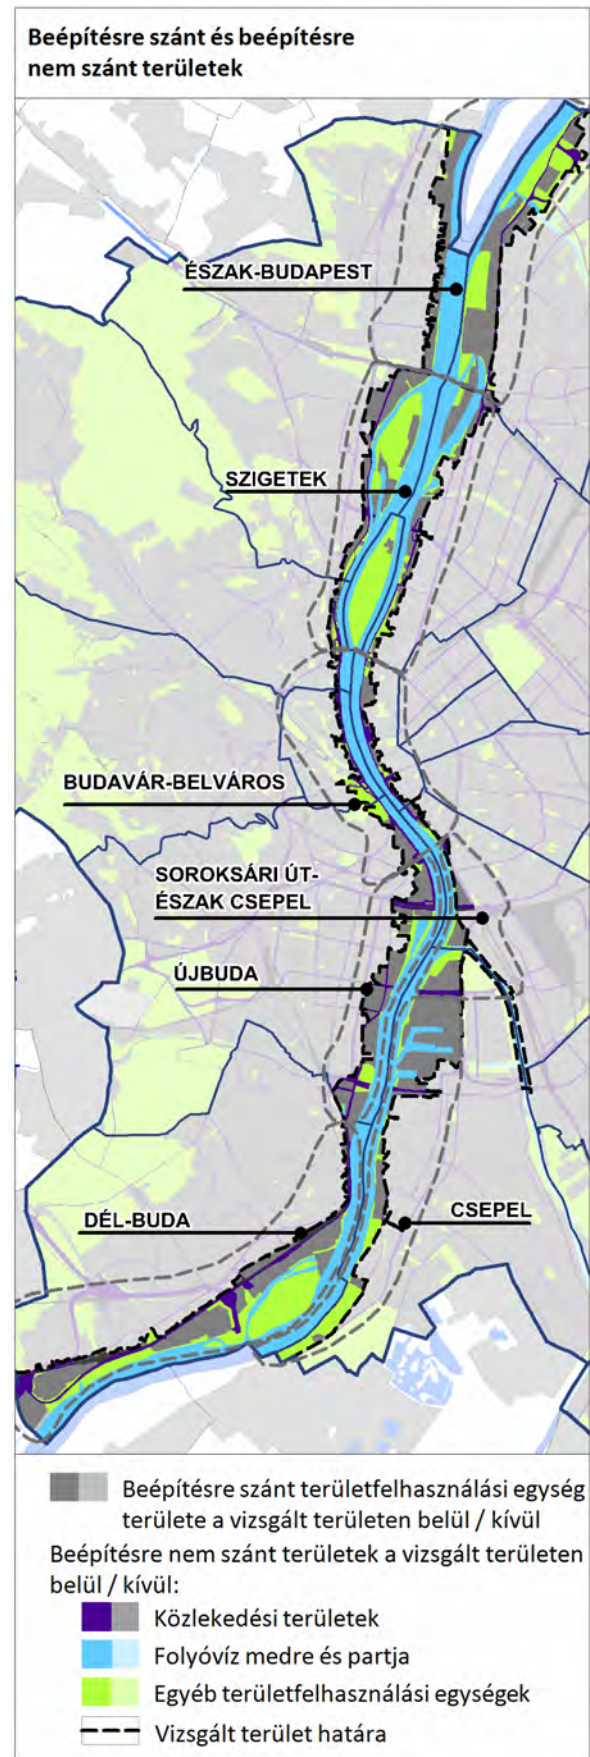 Beépítésre szánt és beépítésre
nem szánt területek
ÉSZAK-BUDAPEST
SZIGETEK
BUDAVÁR-BELVÁROS
SOROKSÁRI ÚT-
ÉSZAK CSEPEL
ÚJBUDA
DÉL-BUDA
CSEPEL
Beépítésre szánt területfelhasználási egység
területe a vizsgált területen belül / kívül
Beépítésre nem szánt területek a vizsgált területen
belül / kívül:
Közlekedési területek
Folyóvíz medre és partja
Egyéb területfelhasználási egységek
Vizsgált terület határa